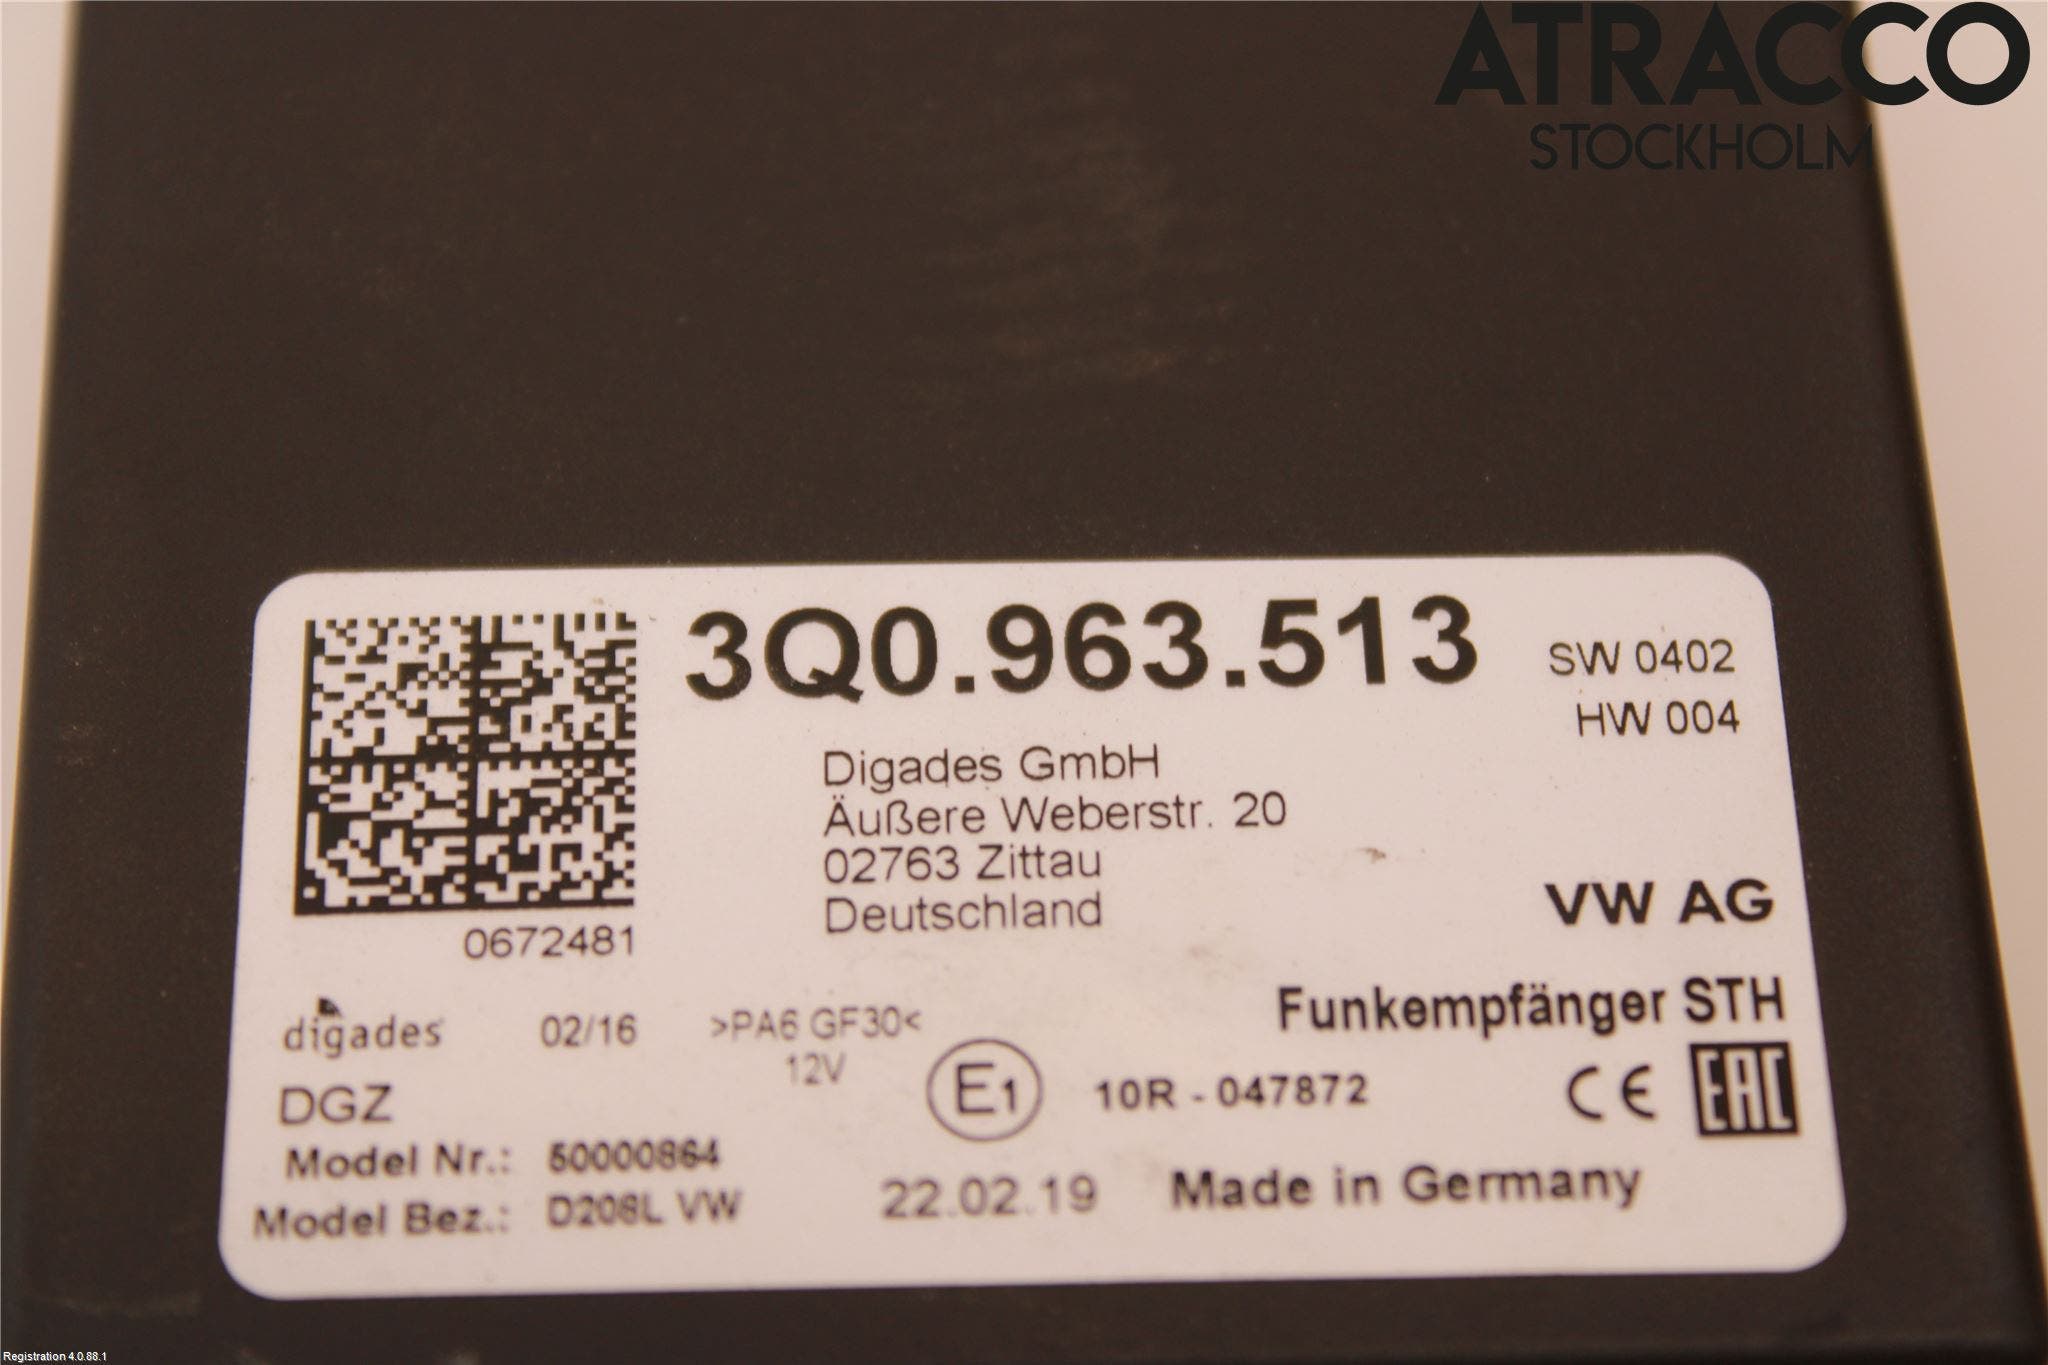 ATRACCO
STOCKHOLM
3Q0.963.513
SW 0402
HW 004
Digades GmbH
Äußere Weberstr. 20
02763 Zittau
Deutschland
VW AG
0672481
Funkempfänger STH
digades 02/16 >PA6 GF30<
12V
DGZ
E1 10R - 047872 CE EAC
Model Nr.: 50000864
Model Bez.: D208L VW
22.02.19 Made in Germany
Registration 4.0.88.1